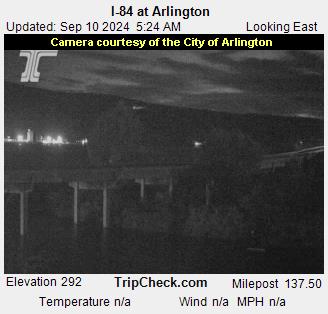 I-84 at Arlington
Updated: Sep 10 2024 5:24 AM Looking East
Camera courtesy of the City of Arlington
Elevation 292 TripCheck.com Milepost 137.50
Temperature n/a Wind n/a MPH n/a